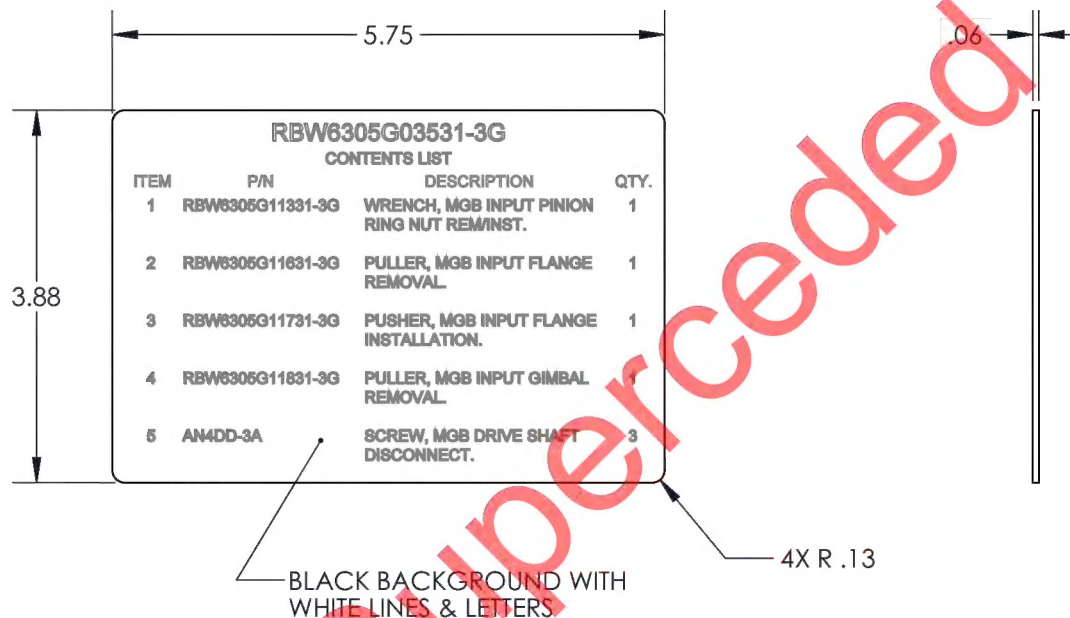 5.75
.06
RBW6305G03531-3G
CONTENTS LIST
ITEM P/N DESCRIPTION QTY.
1 RBW6305G11331-3G WRENCH, MGB INPUT PINION 1
RING NUT REM/INST.
2 RBW6305G11631-3G PULLER, MGB INPUT FLANGE 1
REMOVAL.
3.88
3 RBW6305G11731-3G PUSHER, MGB INPUT FLANGE 1
INSTALLATION.
4 RBW6305G11831-3G PULLER, MGB INPUT GIMBAL 1
REMOVAL.
5 AN4DD-3A SCREW, MGB DRIVE SHAFT 3
DISCONNECT.
4X R .13
BLACK BACKGROUND WITH
WHITE LINES & LETTERS
uperceded